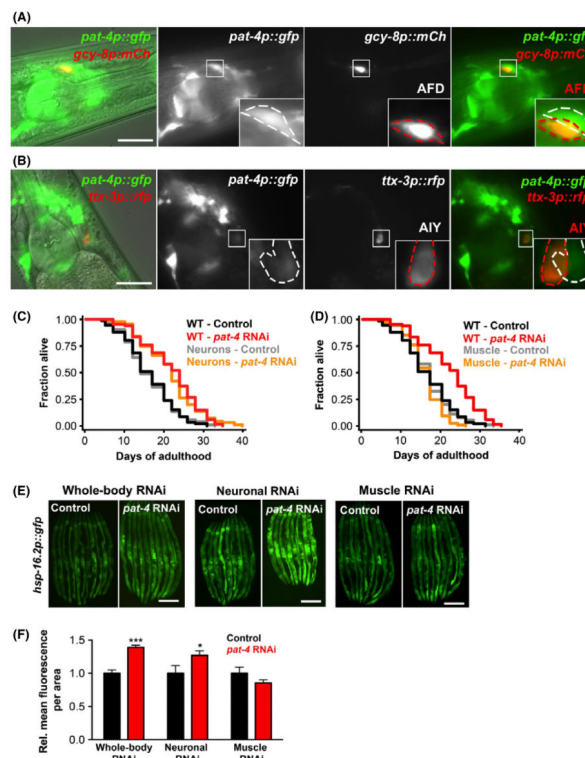 (A)
pat-4p::gfp
gcy-8p:mCh
pat-4p::gfp
gcy-8p::mCh
AFD
pat-4p::gf
gcy-8p:mCh
AFD
(B)
pat-4p::gfp
ttx-3p::rfp
pat-4p::gfp
ttx-3p::rfp
AIY
pat-4p::gfp
ttx-3p::rfp
AIY
(C)
Fraction alive
1.00
0.75
0.50
0.25
0.00
0 10 20 30 40
Days of adulthood
WT - Control
WT - pat-4 RNAi
Neurons - Control
Neurons - pat-4 RNAi
(D)
Fraction alive
1.00
0.75
0.50
0.25
0.00
0 10 20 30 40
Days of adulthood
WT - Control
WT - pat-4 RNAi
Muscle - Control
Muscle - pat-4 RNAi
(E)
hsp-16.2p::gfp
Whole-body RNAi
Control
pat-4 RNAi
Neuronal RNAi
Control
pat-4 RNAi
Muscle RNAi
Control
pat-4 RNAi
(F)
Rel. mean fluorescence
per area
1.5
1.0
0.5
0.0
***
*
Control
pat-4 RNAi
Whole-body
Neuronal
Muscle